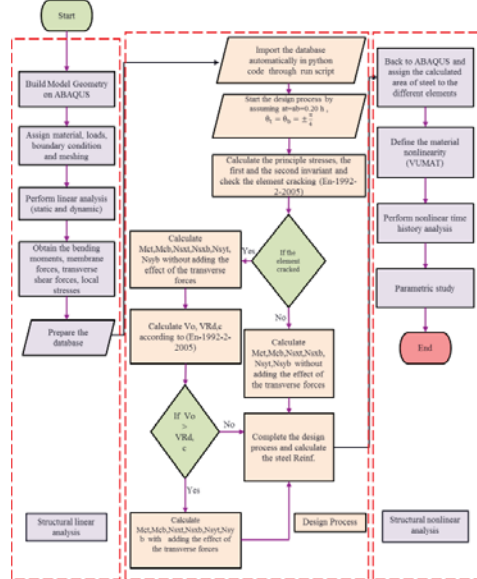 Start
Build Model Geometry
on ABAQUS
Assign material, loads,
boundary condition
and meshing
Perform linear analysis
(static and dynamic)
Obtain the bending
moments, membrane
forces, transverse
shear forces, local
stresses
Prepare the
database
Structural linear
analysis
Import the database
automatically in python
code through run script
Start the design process by
assuming at=ab=0.20 h ,
θt = θb = ± π/4
Calculate the principle stresses, the
first and the second invariant and
check the element cracking (En-1992-
2-2005)
If the
element
cracked
Yes
No
Calculate
Mct,Mcb,Nsxt,Nsxb,Nsyt,
Nsyb without adding the
effect of the transverse
forces
Calculate Vo, VRd,c
according to (En-1992-2-
2005)
If Vo
>
VRd,
c
No
Yes
Calculate
Mct,Mcb,Nsxt,Nsxb,
Nsyt,Nsyb without
adding the effect of
the transverse forces
Complete the design
process and calculate
the steel Reinf.
Calculate
Mct,Mcb,Nsxt,Nsxb,Nsyt,Nsy
b with adding the effect of
the transverse forces
Design Process
Back to ABAQUS and
assign the calculated
area of steel to the
different elements
Define the material
nonlinearity
(VUMAT)
Perform nonlinear time
history analysis
Parametric study
End
Structural nonlinear
analysis